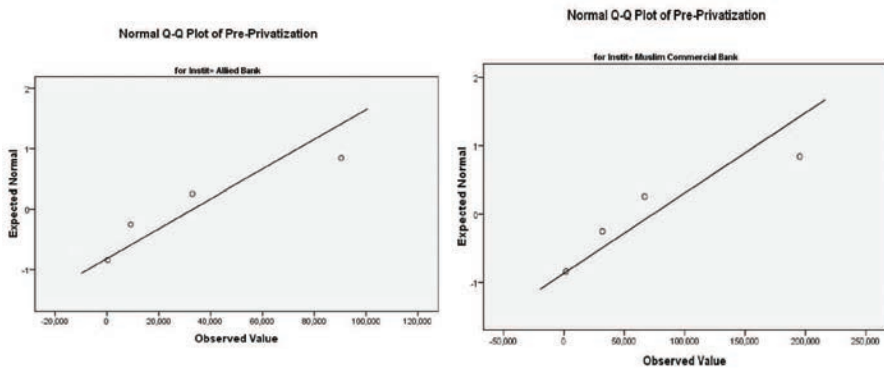 Normal Q-Q Plot of Pre-Privatization
for Instit= Allied Bank
2
1
0
-1
Expected Normal
-20,000 0 20,000 40,000 60,000 80,000 100,000 120,000
Observed Value
Normal Q-Q Plot of Pre-Privatization
for Instit= Muslim Commercial Bank
2
1
0
-1
Expected Normal
-50,000 0 50,000 100,000 150,000 200,000 250,000
Observed Value